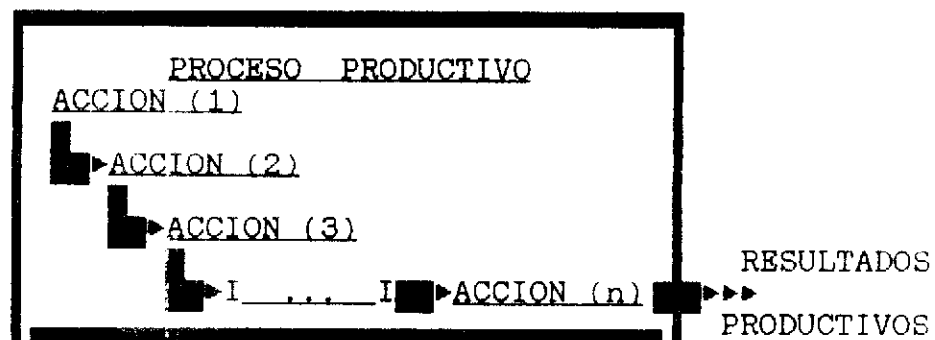 PROCESO PRODUCTIVO
ACCION (1)
ACCION (2)
ACCION (3)
I ... I ACCION (n)
RESULTADOS
PRODUCTIVOS